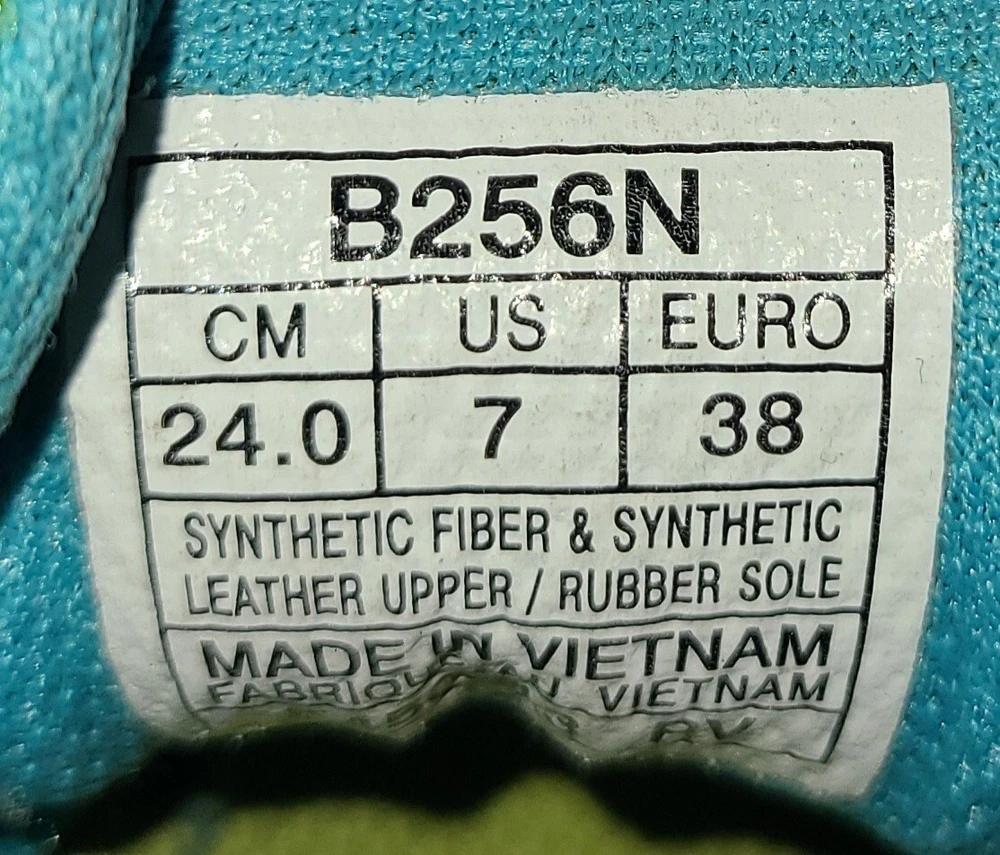 B256N
CM US EURO
24.0 7 38
SYNTHETIC FIBER & SYNTHETIC
LEATHER UPPER / RUBBER SOLE
MADE IN VIETNAM
VIETNAM